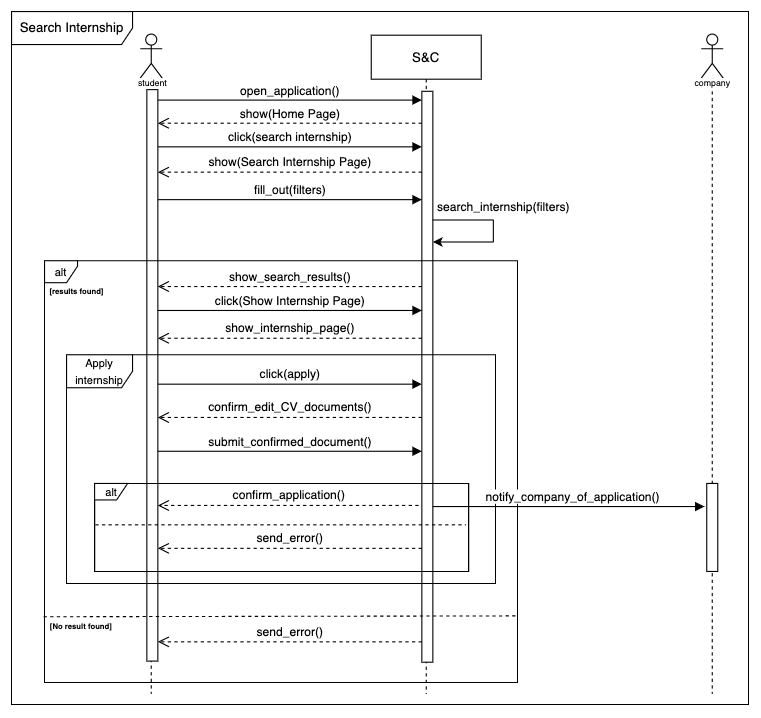 Search Internship
student
S&C
company
open_application()
show(Home Page)
click(search internship)
show(Search Internship Page)
fill_out(filters)
search_internship(filters)
alt
[results found]
show_search_results()
click(Show Internship Page)
show_internship_page()
Apply
internship
click(apply)
confirm_edit_CV_documents()
submit_confirmed_document()
alt
confirm_application()
notify_company_of_application()
send_error()
[No result found]
send_error()